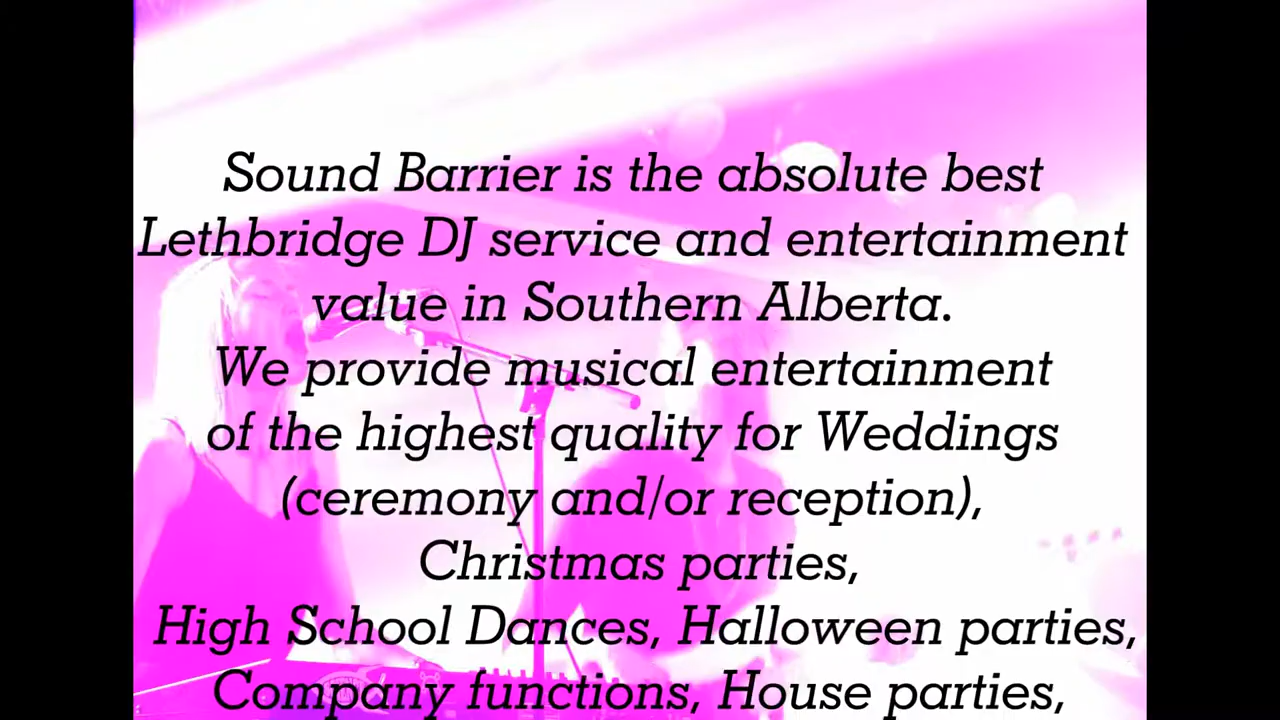 Sound Barrier is the absolute best
Lethbridge DJ service and entertainment
value in Southern Alberta.
We provide musical entertainment
of the highest quality for Weddings
(ceremony and/or reception),
Christmas parties,
High School Dances, Halloween parties,
Company functions, House parties,